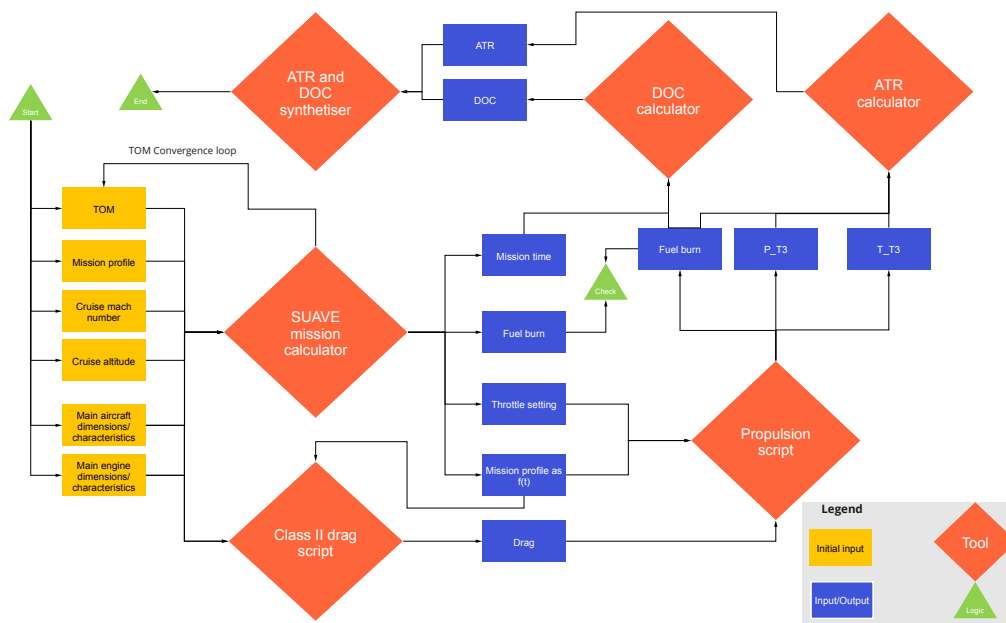 ATR
DOC
ATR and
DOC
synthetiser
End
Start
DOC
calculator
ATR
calculator
TOM Convergence loop
TOM
Mission profile
Cruise mach
number
Cruise altitude
Main aircraft
dimensions/
characteristics
Main engine
dimensions/
characteristics
SUAVE
mission
calculator
Class II drag
script
Mission time
Fuel burn
Throttle setting
Mission profile as
f(t)
Drag
Check
Fuel burn
P_T3
T_T3
Propulsion
script
Legend
Initial input
Input/Output
Tool
Logic